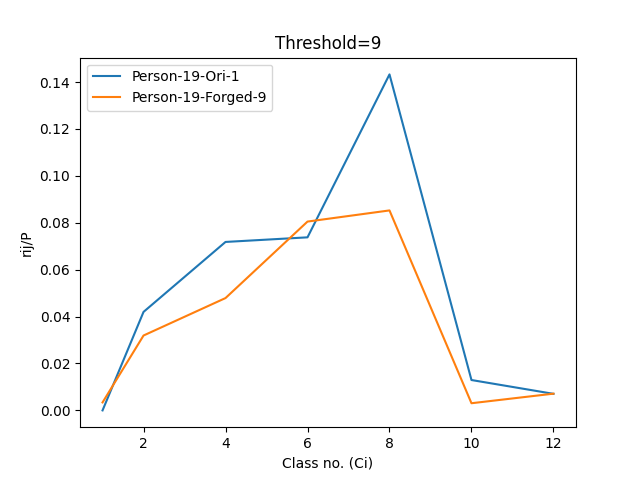 Threshold=9
Person-19-Ori-1
Person-19-Forged-9
0.14
0.12
0.10
0.08
0.06
0.04
0.02
0.00
rij/P
2 4 6 8 10 12
Class no. (Ci)